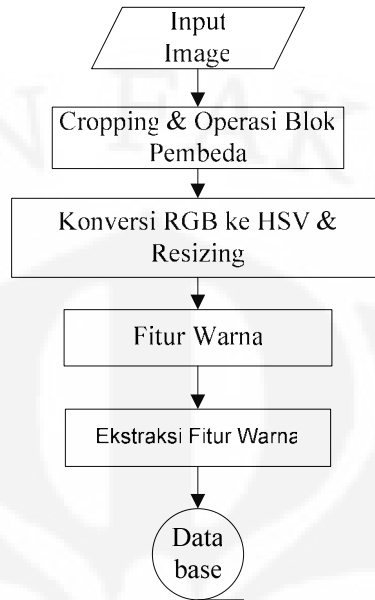 Input
Image
Cropping & Operasi Blok
Pembeda
Konversi RGB ke HSV &
Resizing
Fitur Warna
Ekstraksi Fitur Warna
Data
base